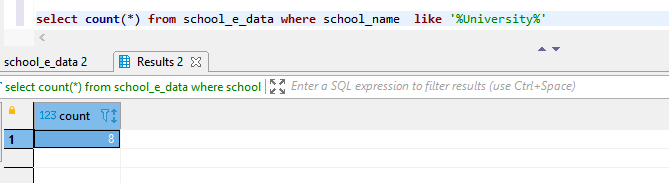 select count(*) from school_e_data where school_name  like '%University%'
school_e_data 2
Results 2
select count(*) from school_e_data where school
Enter a SQL expression to filter results (use Ctrl+Space)
123 count
1
8